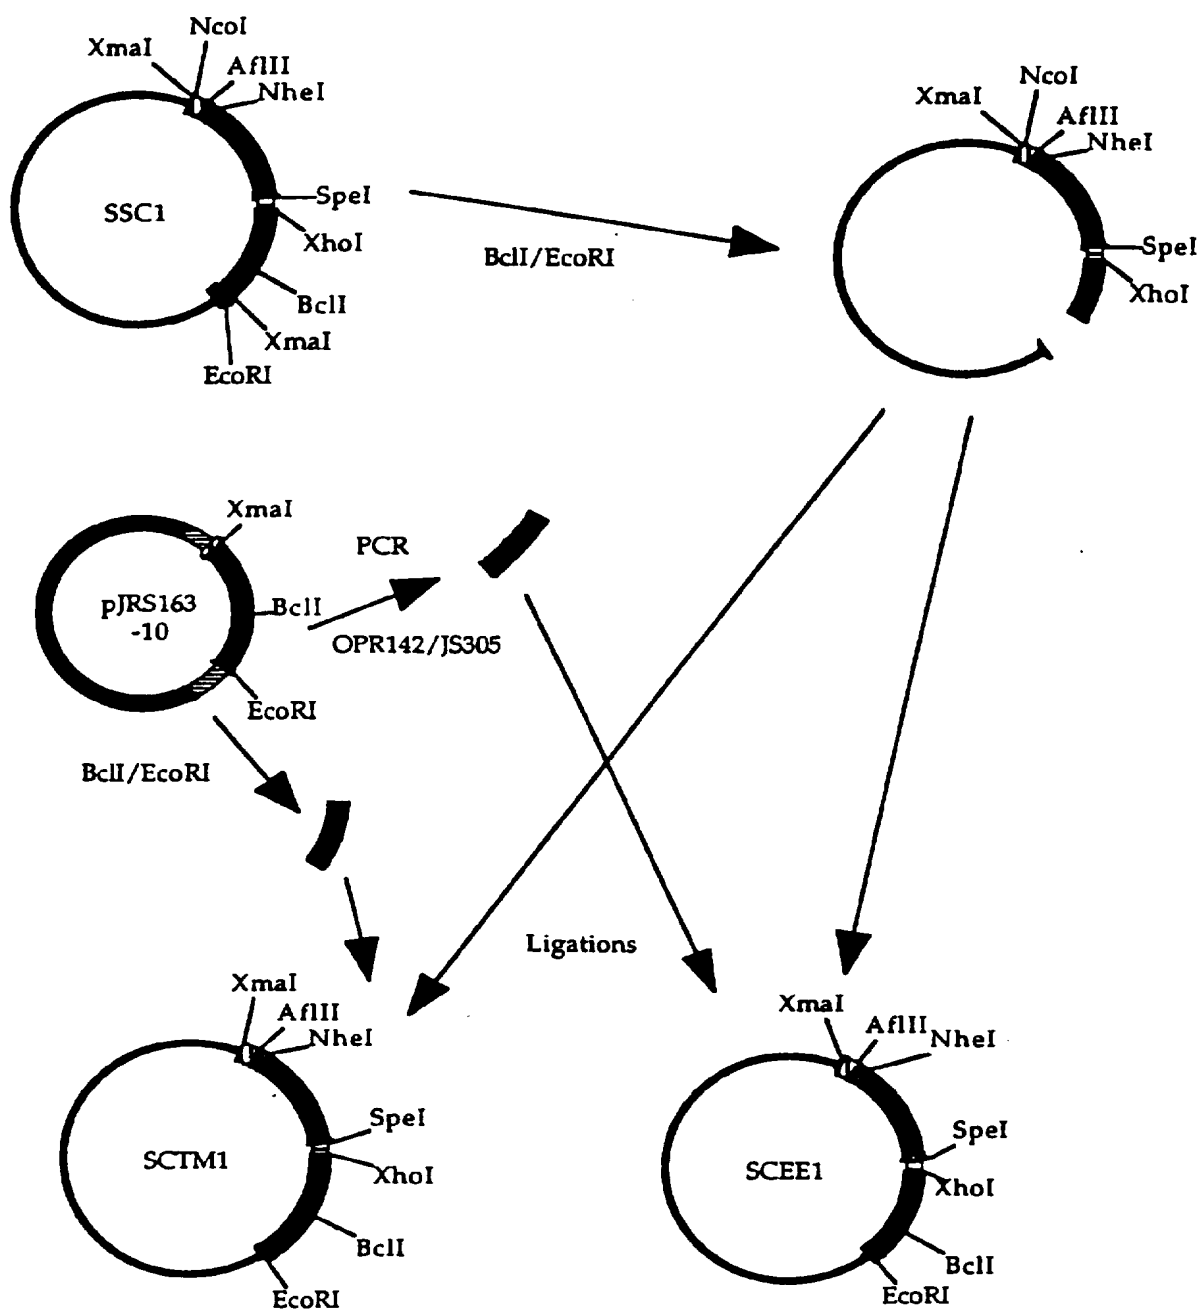 NcoI
XmaI
AflII
NheI
SSC1
SpeI
XhoI
BclI
XmaI
EcoRI
BclI/EcoRI
NcoI
XmaI
AflII
NheI
SpeI
XhoI
XmaI
pJRS163
-10
BclI
EcoRI
PCR
OPR142/JS305
BclI/EcoRI
Ligations
XmaI
AflII
NheI
SpeI
SCTM1
XhoI
BclI
EcoRI
XmaI
AflII
NheI
SpeI
SCEE1
XhoI
BclI
EcoRI